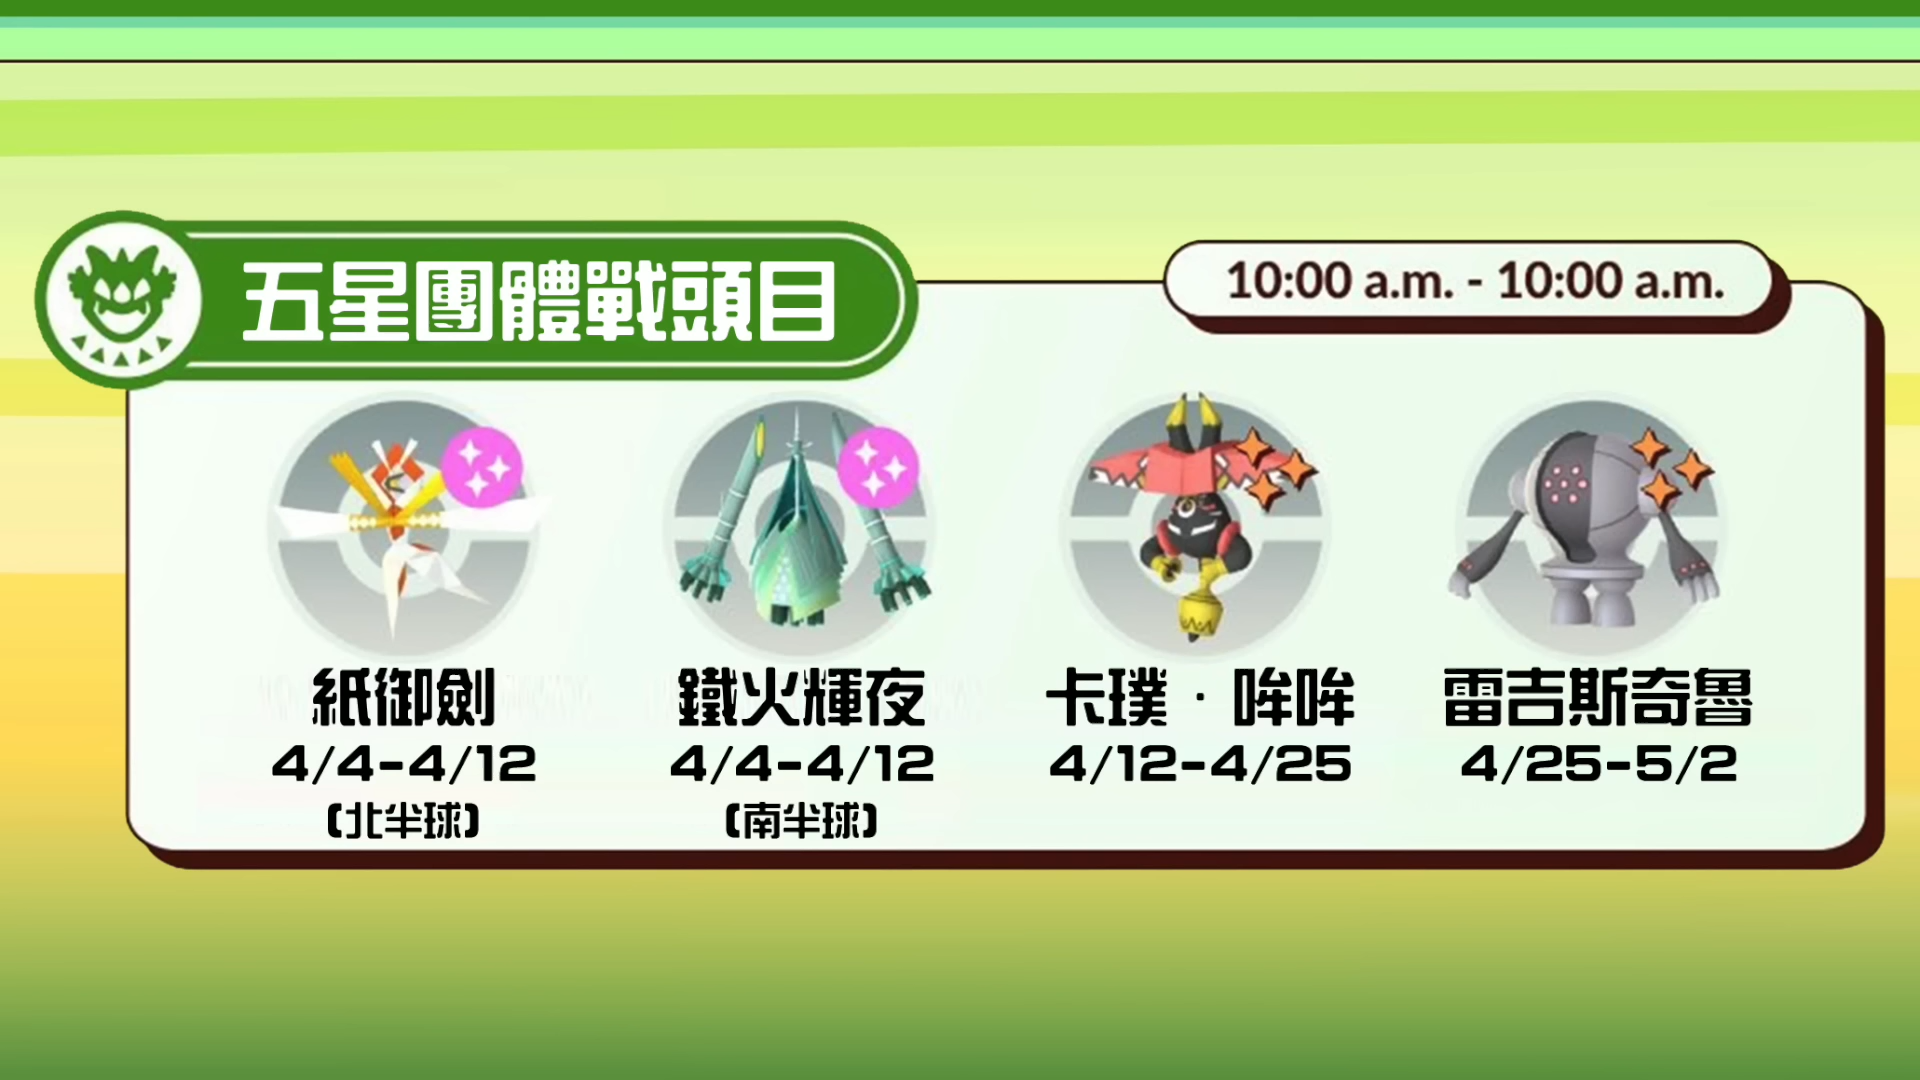 五星團體戰頭目
10:00 a.m. - 10:00 a.m.
紙御劍
4/4-4/12
(北半球)
鐵火輝夜
4/4-4/12
(南半球)
卡璞·哞哞
4/12-4/25
雷吉斯奇魯
4/25-5/2